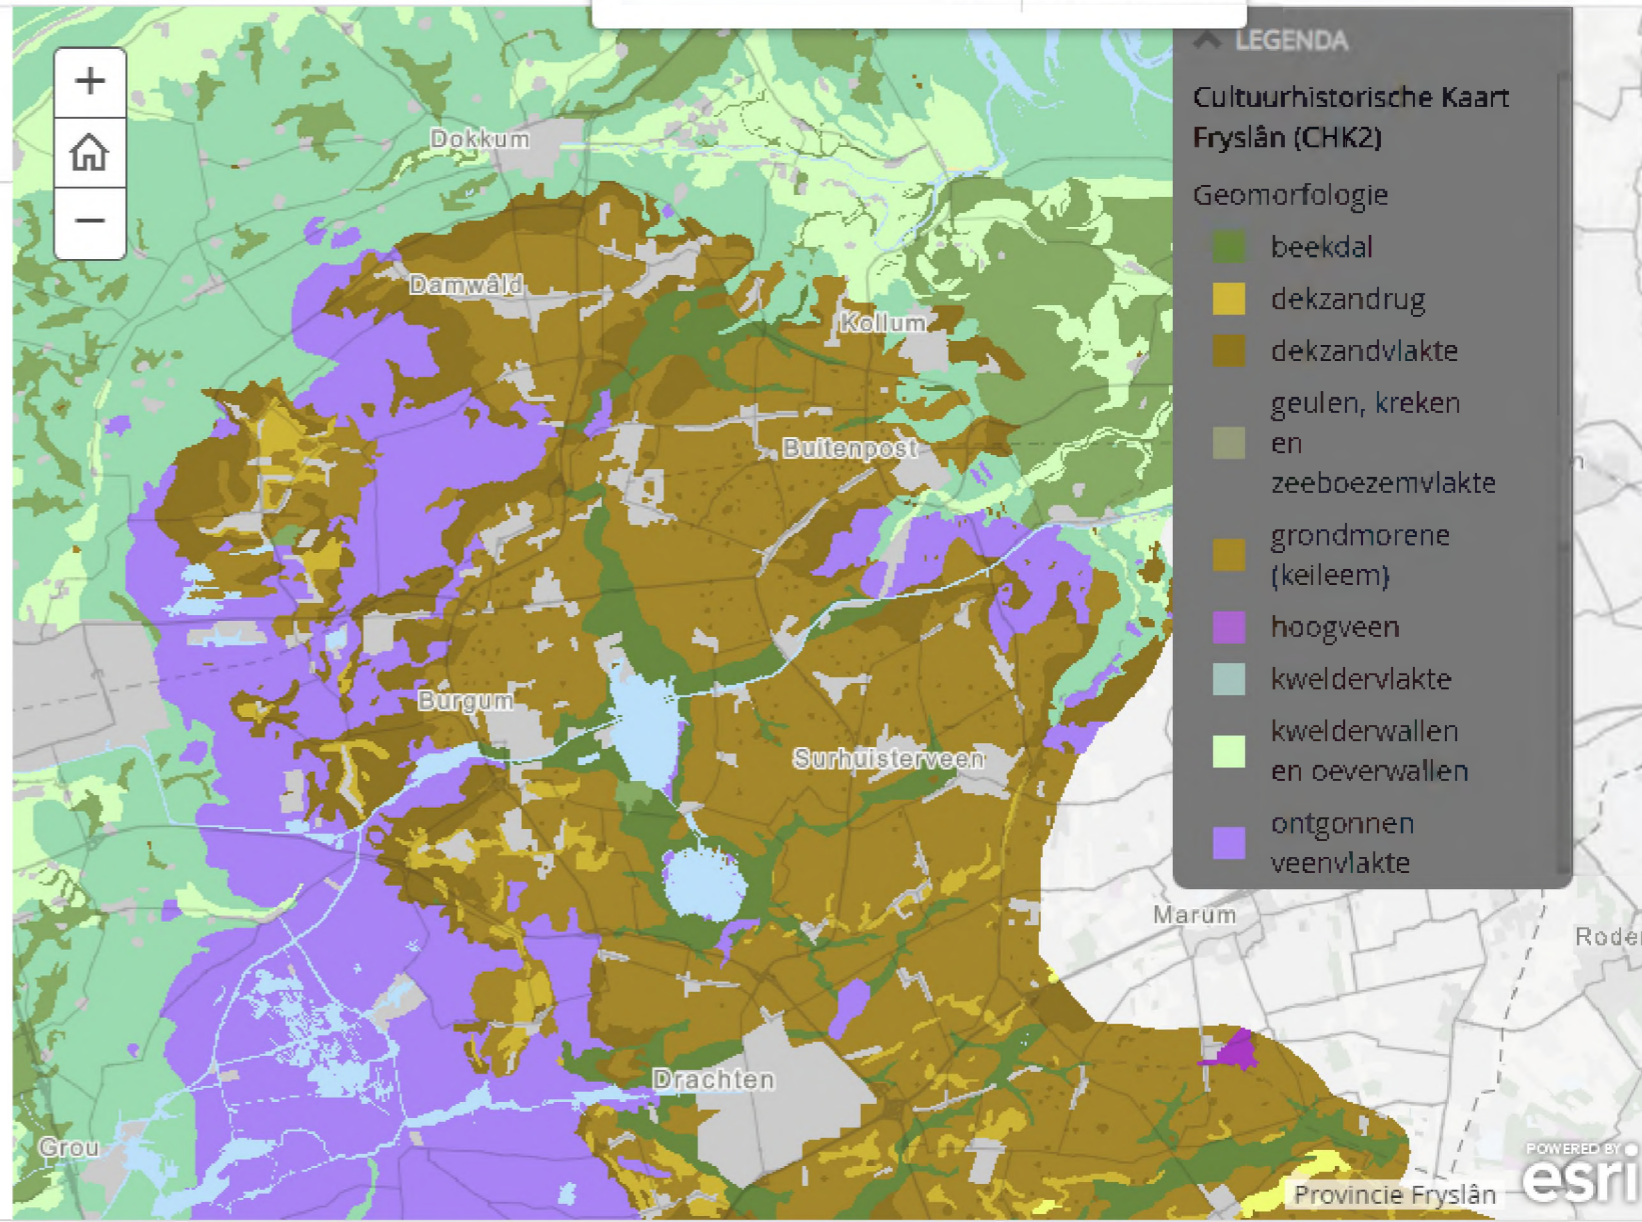 LEGENDA
Cultuurhistorische Kaart
Fryslân (CHK2)
Geomorfologie
beekdal
dekzandrug
dekzandvlakte
geulen, kreken
en
zeeboezemvlakte
grondmorene
(keileem)
hoogveen
kweldervlakte
kwelderwallen
en oeverwallen
ontgonnen
veenvlakte
Dokkum
Damwâld
Kollum
Buitenpost
Burgum
Surhuisterveen
Marum
Rode
Drachten
Grou
POWERED BY
esri
Provincie Fryslân